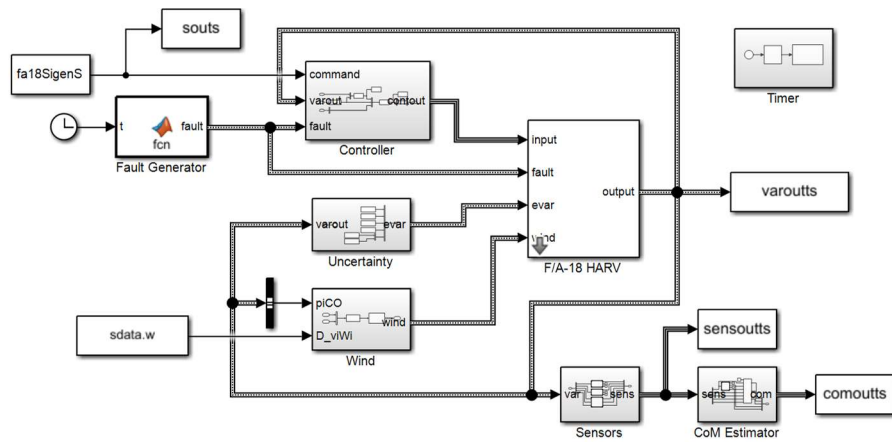 souts
fa18SigenS
command
varout
contout
fault
Controller
Timer
t
fault
fcn
Fault Generator
input
fault
evar
wind
output
F/A-18 HARV
varoutts
varout
evar
Uncertainty
piCO
D_viWi
wind
Wind
sdata.w
sensoutts
var
sens
Sensors
sens
com
CoM Estimator
comoutts